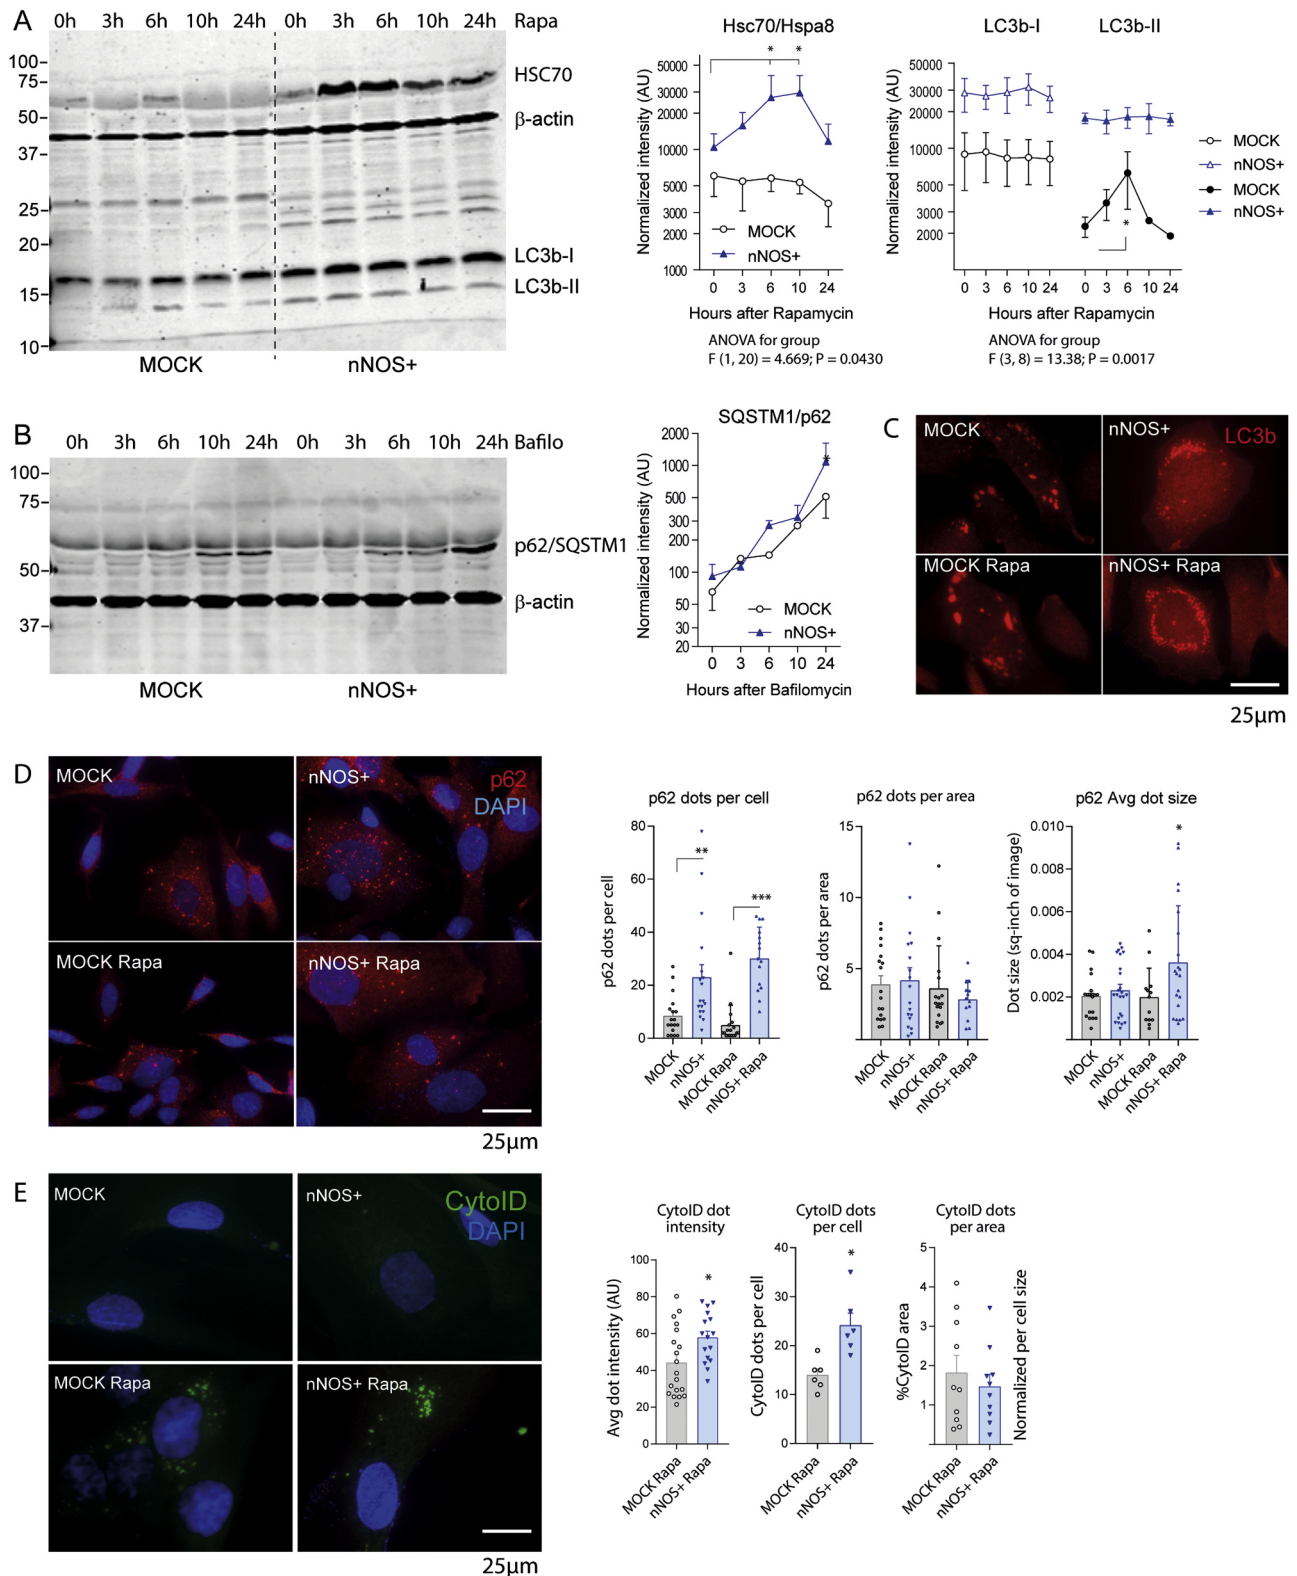 A
0h 3h 6h 10h 24h 0h 3h 6h 10h 24h Rapa
100
75
50
37
25
20
15
10
HSC70
β-actin
LC3b-I
LC3b-II
MOCK nNOS+
Hsc70/Hspa8
Normalized intensity (AU)
50000
30000
20000
10000
5000
3000
2000
1000
* *
MOCK
nNOS+
0 3 6 10 24
Hours after Rapamycin
ANOVA for group
F (1, 20) = 4.669; P = 0.0430
LC3b-I LC3b-II
Normalized intensity (AU)
50000
30000
20000
10000
5000
3000
2000
*
MOCK
nNOS+
MOCK
nNOS+
0 3 6 10 24 0 3 6 10 24
Hours after Rapamycin
ANOVA for group
F (3, 8) = 13.38; P = 0.0017
B
0h 3h 6h 10h 24h 0h 3h 6h 10h 24h Bafilo
100
75
50
37
p62/SQSTM1
β-actin
MOCK nNOS+
SQSTM1/p62
Normalized intensity (AU)
2000
1000
500
300
200
100
50
30
20
*
MOCK
nNOS+
0 3 6 10 24
Hours after Bafilomycin
C
MOCK
nNOS+ LC3b
MOCK Rapa
nNOS+ Rapa
25μm
D
MOCK
nNOS+ p62
DAPI
MOCK Rapa
nNOS+ Rapa
25μm
p62 dots per cell
p62 dots per cell
80
60
40
20
0
**
***
MOCK
nNOS+
MOCK Rapa
nNOS+ Rapa
p62 dots per area
p62 dots per area
15
10
5
MOCK
nNOS+
MOCK Rapa
nNOS+ Rapa
p62 Avg dot size
Dot size (sq-inch of image)
0.010
0.008
0.006
0.004
0.002
*
MOCK
nNOS+
MOCK Rapa
nNOS+ Rapa
E
MOCK
nNOS+ CytoID
DAPI
MOCK Rapa
nNOS+ Rapa
25μm
CytoID dot
intensity
Avg dot intensity (AU)
100
80
60
40
20
0
*
MOCK Rapa
nNOS+ Rapa
CytoID dots
per cell
CytoID dots per cell
40
30
20
10
0
*
MOCK Rapa
nNOS+ Rapa
CytoID dots
per area
%CytoID area
5
4
3
2
1
Normalized per cell size
MOCK Rapa
nNOS+ Rapa